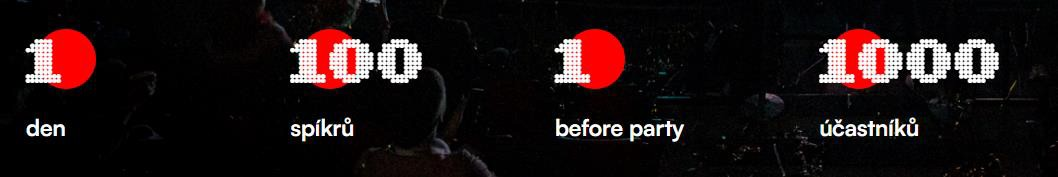 1 100 1 1000
den spíkrů before party účastníků